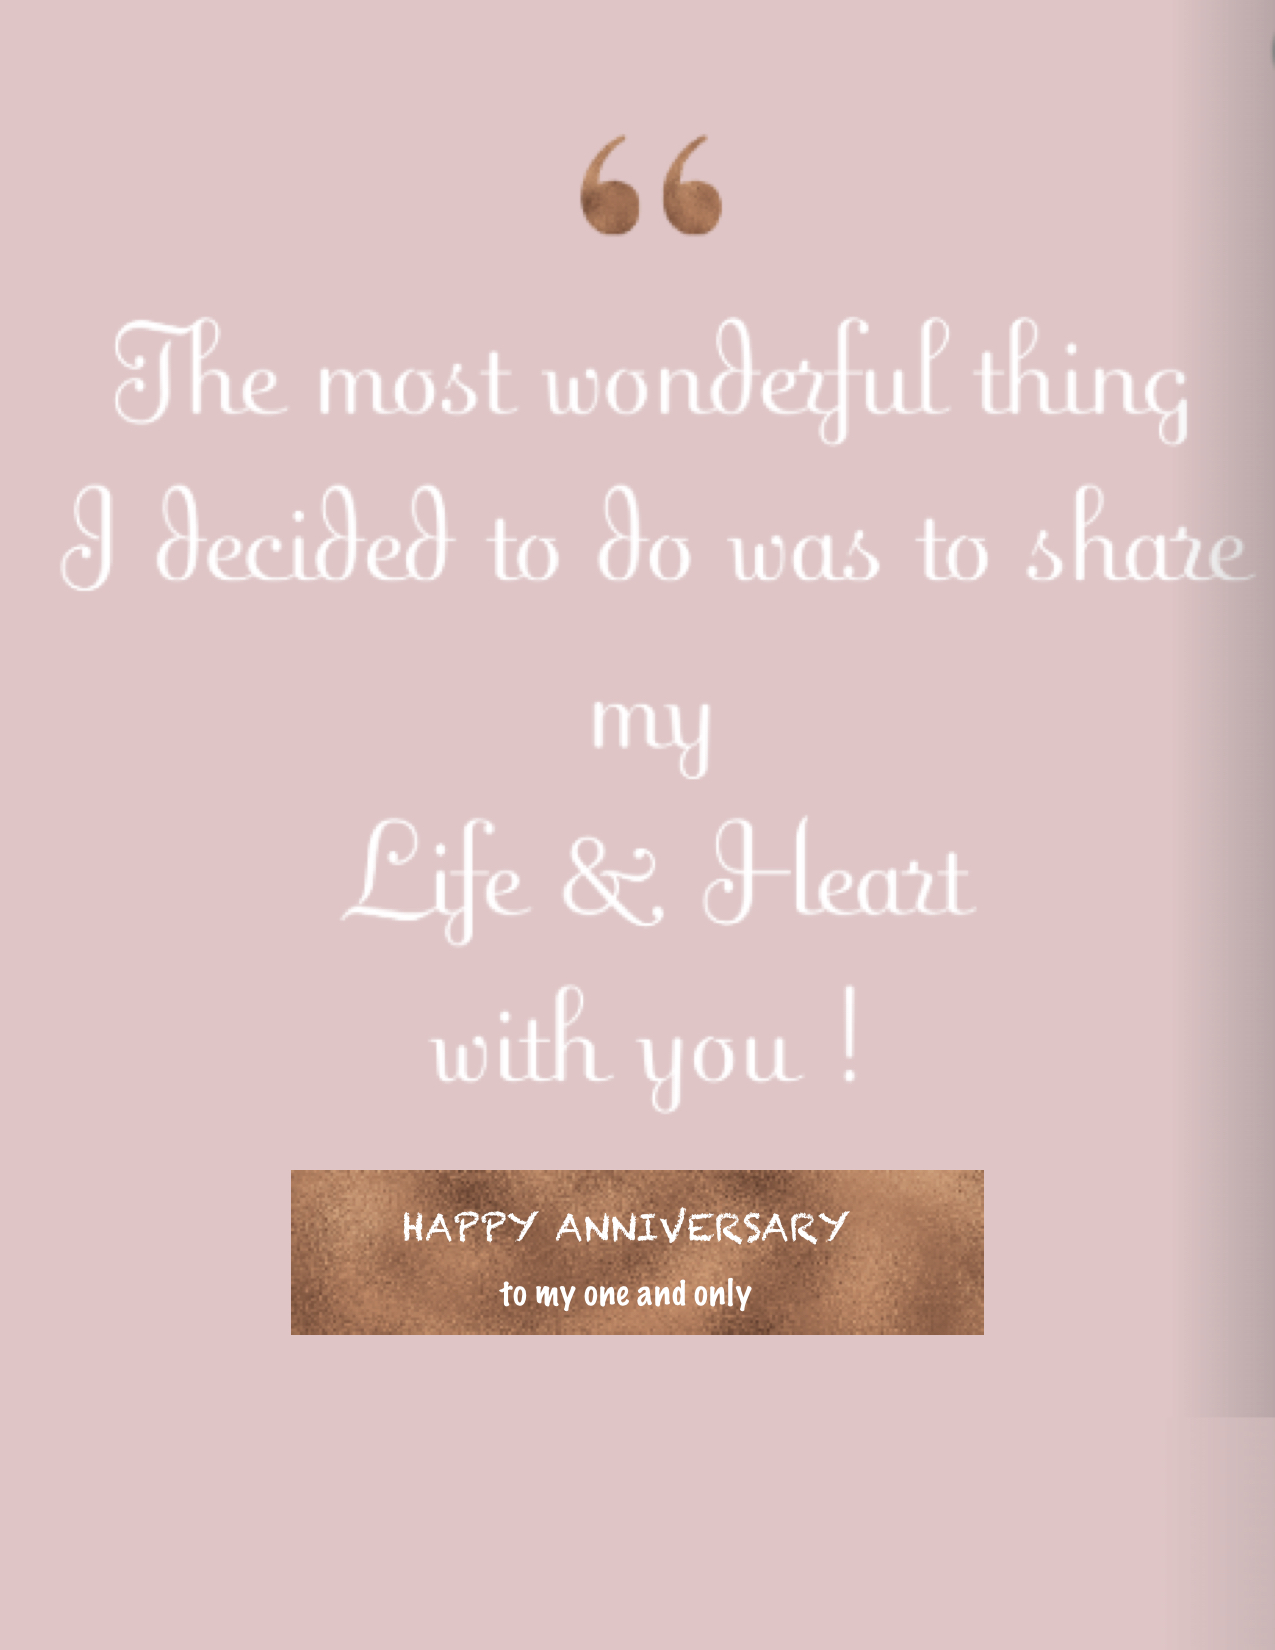 “
The most wonderful thing
I decided to do was to share
my
Life & Heart
with you !
HAPPY ANNIVERSARY
to my one and only